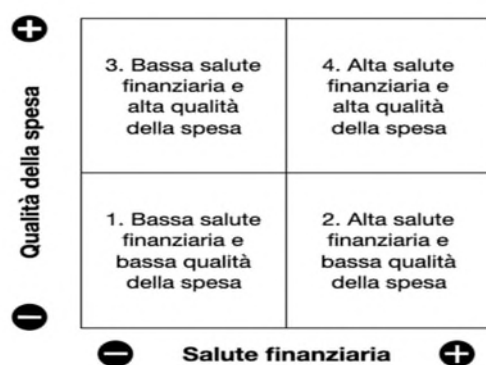 Qualità della spesa
3. Bassa salute
finanziaria e
alta qualità
della spesa
4. Alta salute
finanziaria e
alta qualità
della spesa
1. Bassa salute
finanziaria e
bassa qualità
della spesa
2. Alta salute
finanziaria e
bassa qualità
della spesa
Salute finanziaria